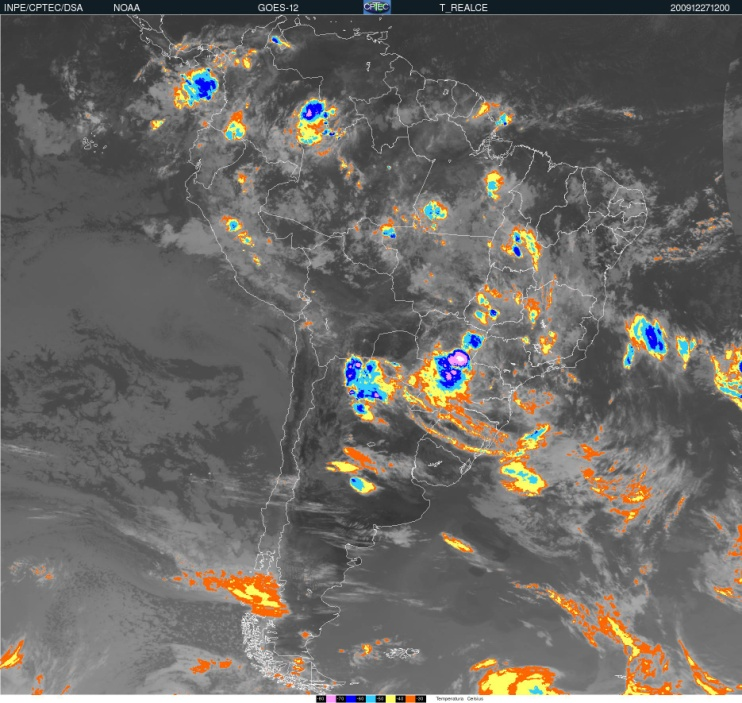 INPE/CPTEC/DSA NOAA GOES-12 CPTEC T_REALCE 200912271200
-80 -70 -60 -50 -40 -30 Temperatura Celsius